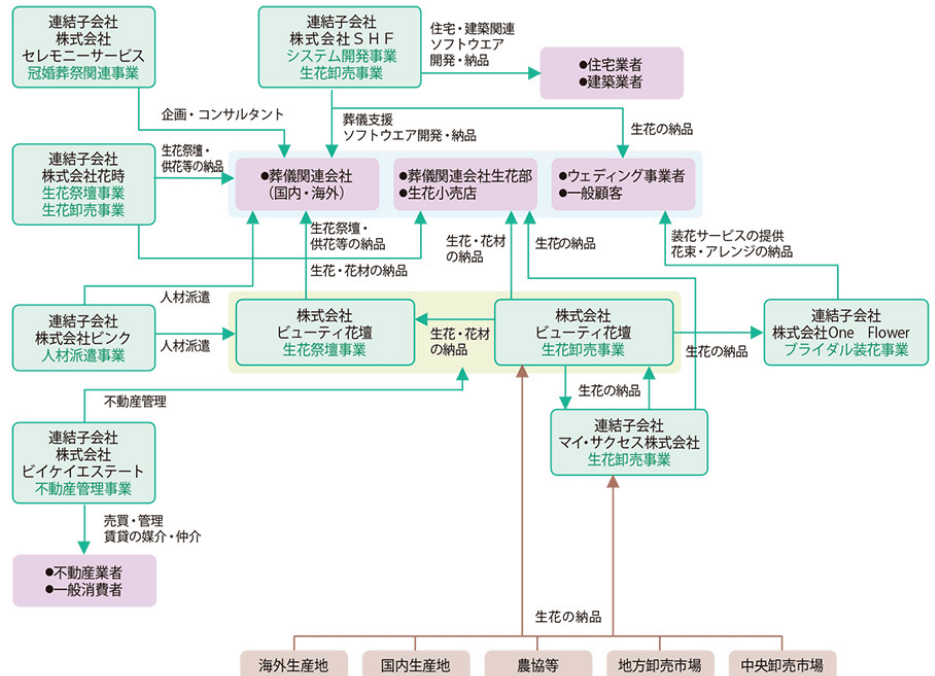 連結子会社
株式会社
セレモニーサービス
冠婚葬祭関連事業
連結子会社
株式会社ＳＨＦ
システム開発事業
生花卸売事業
住宅・建築関連
ソフトウエア
開発・納品
●住宅業者
●建築業者
企画・コンサルタント
葬儀支援
ソフトウエア開発・納品
生花の納品
連結子会社
株式会社花時
生花祭壇事業
生花卸売事業
生花祭壇・
供花等の納品
●葬儀関連会社
（国内・海外）
●葬儀関連会社生花部
●生花小売店
●ウェディング事業者
●一般顧客
生花祭壇・
供花等の納品
生花・花材の納品
生花・花材
の納品
生花の納品
装花サービスの提供
花束・アレンジの納品
人材派遣
連結子会社
株式会社ピンク
人材派遣事業
人材派遣
株式会社
ビューティ花壇
生花祭壇事業
生花・花材
の納品
株式会社
ビューティ花壇
生花卸売事業
生花の納品
連結子会社
株式会社One　Flower
ブライダル装花事業
不動産管理
生花の納品
連結子会社
株式会社
ビイケイエステート
不動産管理事業
連結子会社
マイ・サクセス株式会社
生花卸売事業
売買・管理
賃貸の媒介・仲介
●不動産業者
●一般消費者
生花の納品
海外生産地
国内生産地
農協等
地方卸売市場
中央卸売市場